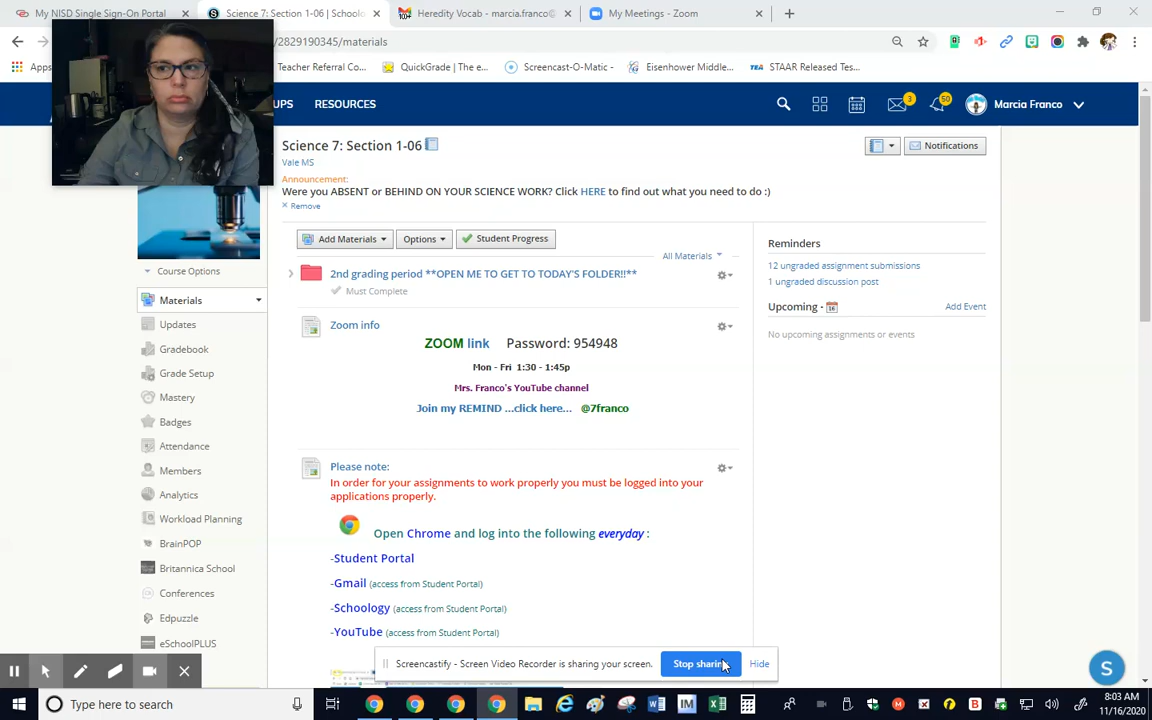 My NISD Single Sign-On Portal
Science 7: Section 1-06 | Schoolo
Heredity Vocab - marcia.franco@
My Meetings - Zoom
2829190345/materials
Apps
Teacher Referral Co...
QuickGrade | The e...
Screencast-O-Matic -
Eisenhower Middle...
STAAR Released Tes...
UPS
RESOURCES
3
50
Marcia Franco
Science 7: Section 1-06
Notifications
Vale MS
Announcement:
Were you ABSENT or BEHIND ON YOUR SCIENCE WORK? Click HERE to find out what you need to do :)
× Remove
Add Materials
Options
Student Progress
All Materials
Reminders
12 ungraded assignment submissions
1 ungraded discussion post
Upcoming -
Add Event
No upcoming assignments or events
Course Options
Materials
Updates
Gradebook
Grade Setup
Mastery
Badges
Attendance
Members
Analytics
Workload Planning
BrainPOP
Britannica School
Conferences
Edpuzzle
eSchoolPLUS
2nd grading period **OPEN ME TO GET TO TODAY'S FOLDER!!**
Must Complete
Zoom info
ZOOM link Password: 954948
Mon - Fri 1:30 - 1:45p
Mrs. Franco's YouTube channel
Join my REMIND ...click here... @7franco
Please note:
In order for your assignments to work properly you must be logged into your
applications properly.
Open Chrome and log into the following everyday :
-Student Portal
-Gmail (access from Student Portal)
-Schoology (access from Student Portal)
-YouTube (access from Student Portal)
Screencastify - Screen Video Recorder is sharing your screen.
Stop sharing
Hide
S
Type here to search
8:03 AM
11/16/2020